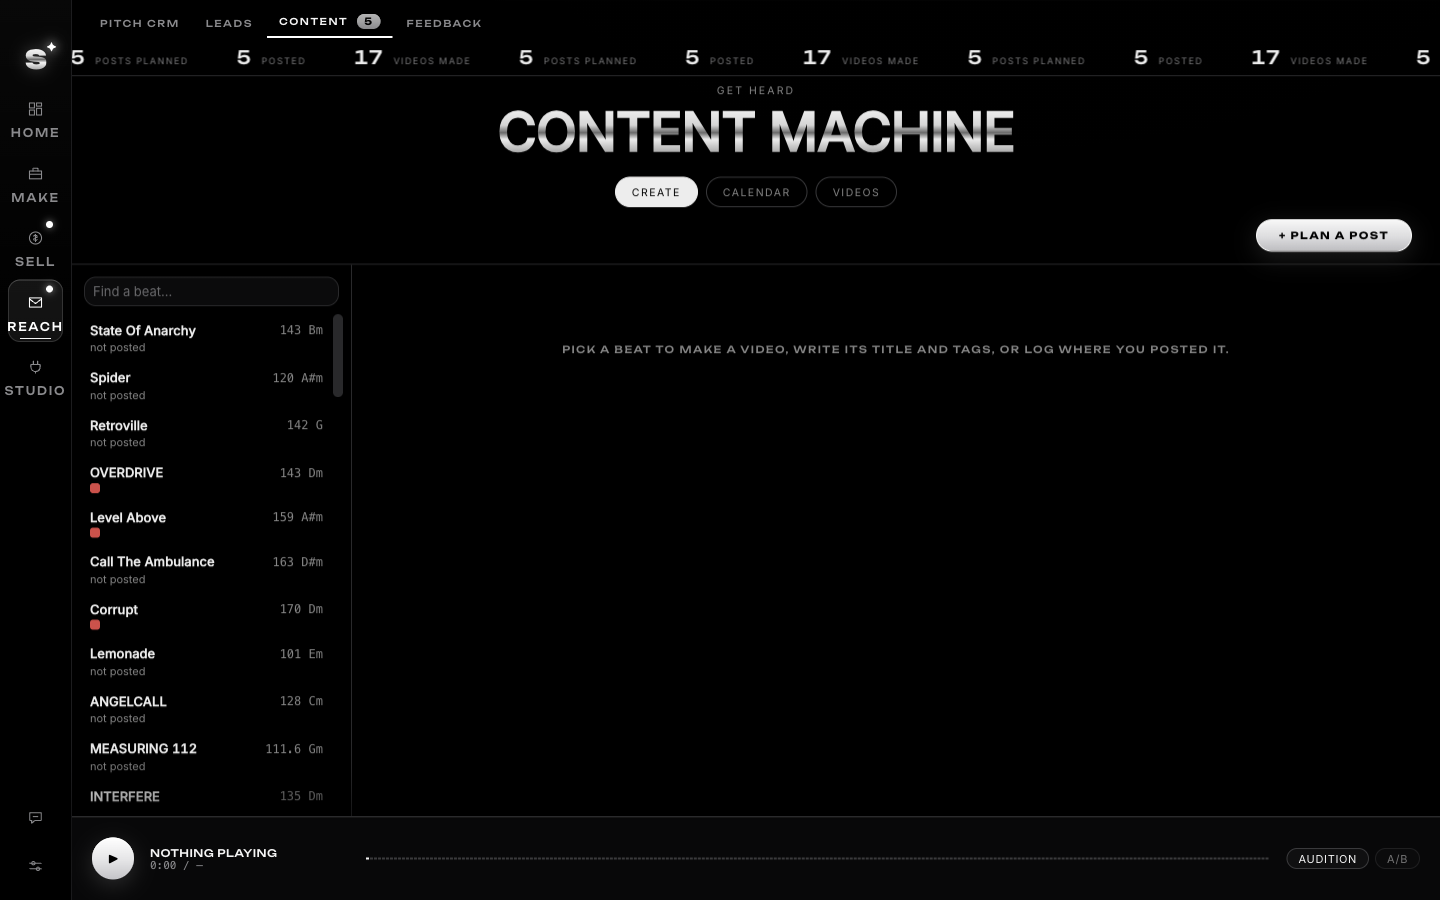 PITCH CRM LEADS CONTENT 5 FEEDBACK
5 POSTS PLANNED 5 POSTED 17 VIDEOS MADE 5 POSTS PLANNED 5 POSTED 17 VIDEOS MADE 5 POSTS PLANNED 5 POSTED 17 VIDEOS MADE 5
S
HOME
MAKE
SELL
REACH
STUDIO
GET HEARD
CONTENT MACHINE
CREATE CALENDAR VIDEOS
+ PLAN A POST
Find a beat...
State Of Anarchy 143 Bm
not posted
Spider 120 A#m
not posted
Retroville 142 G
not posted
OVERDRIVE 143 Dm
Level Above 159 A#m
Call The Ambulance 163 D#m
not posted
Corrupt 170 Dm
Lemonade 101 Em
not posted
ANGELCALL 128 Cm
not posted
MEASURING 112 111.6 Gm
not posted
INTERFERE 135 Dm
PICK A BEAT TO MAKE A VIDEO, WRITE ITS TITLE AND TAGS, OR LOG WHERE YOU POSTED IT.
NOTHING PLAYING
0:00 / —
AUDITION A/B